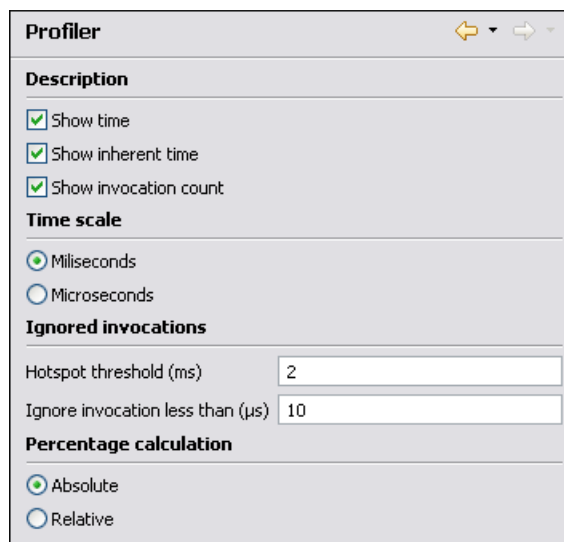 Profiler
Description
Show time
Show inherent time
Show invocation count
Time scale
Miliseconds
Microseconds
Ignored invocations
Hotspot threshold (ms) 2
Ignore invocation less than (µs) 10
Percentage calculation
Absolute
Relative